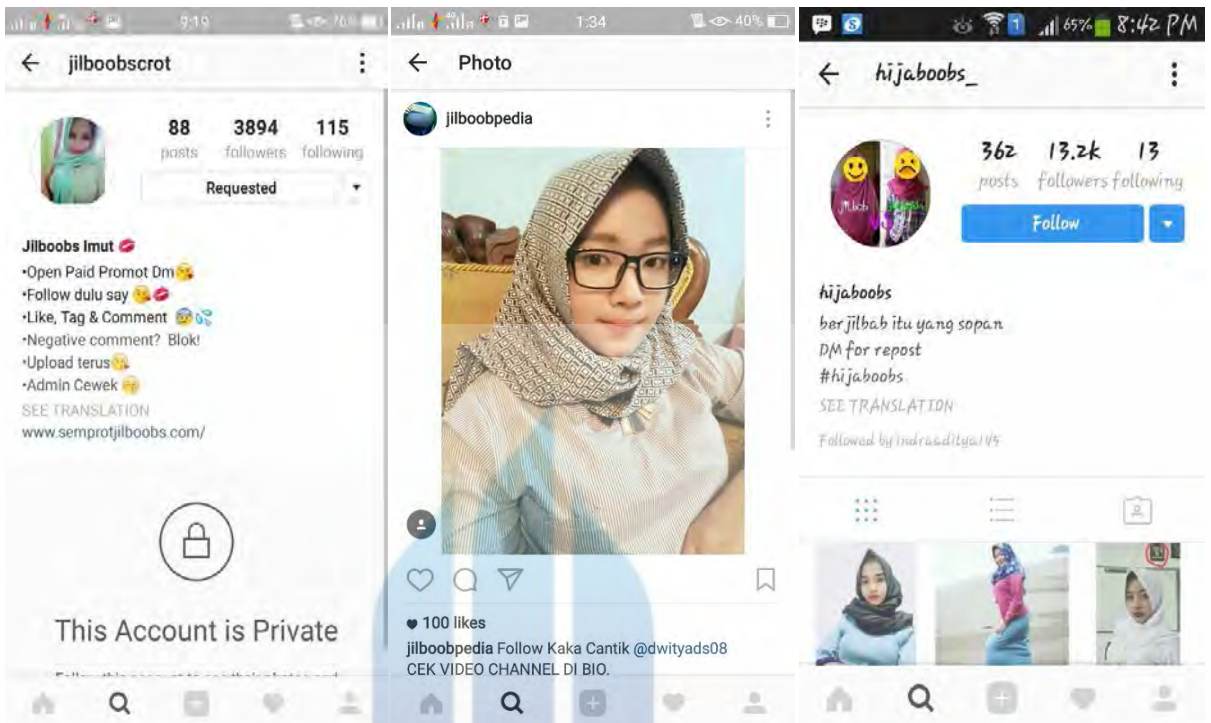 9:19
jilboobscrot
88 3894 115
posts followers following
Requested
Jilboobs Imut
•Open Paid Promot Dm
•Follow dulu say
•Like, Tag & Comment
•Negative comment? Blok!
•Upload terus
•Admin Cewek
SEE TRANSLATION
www.semprotjilboobs.com/
This Account is Private
1:34 40%
Photo
jilboobpedia
100 likes
jilboobpedia Follow Kaka Cantik @dwityads08
CEK VIDEO CHANNEL DI BIO.
1 65% 8:42 PM
hijaboobs_
362 13.2k 13
posts followers following
jilbab
VS
Follow
hijaboobs
berjilbab itu yang sopan
DM for repost
#hijaboobs
SEE TRANSLATION
Followed by indraaditya145